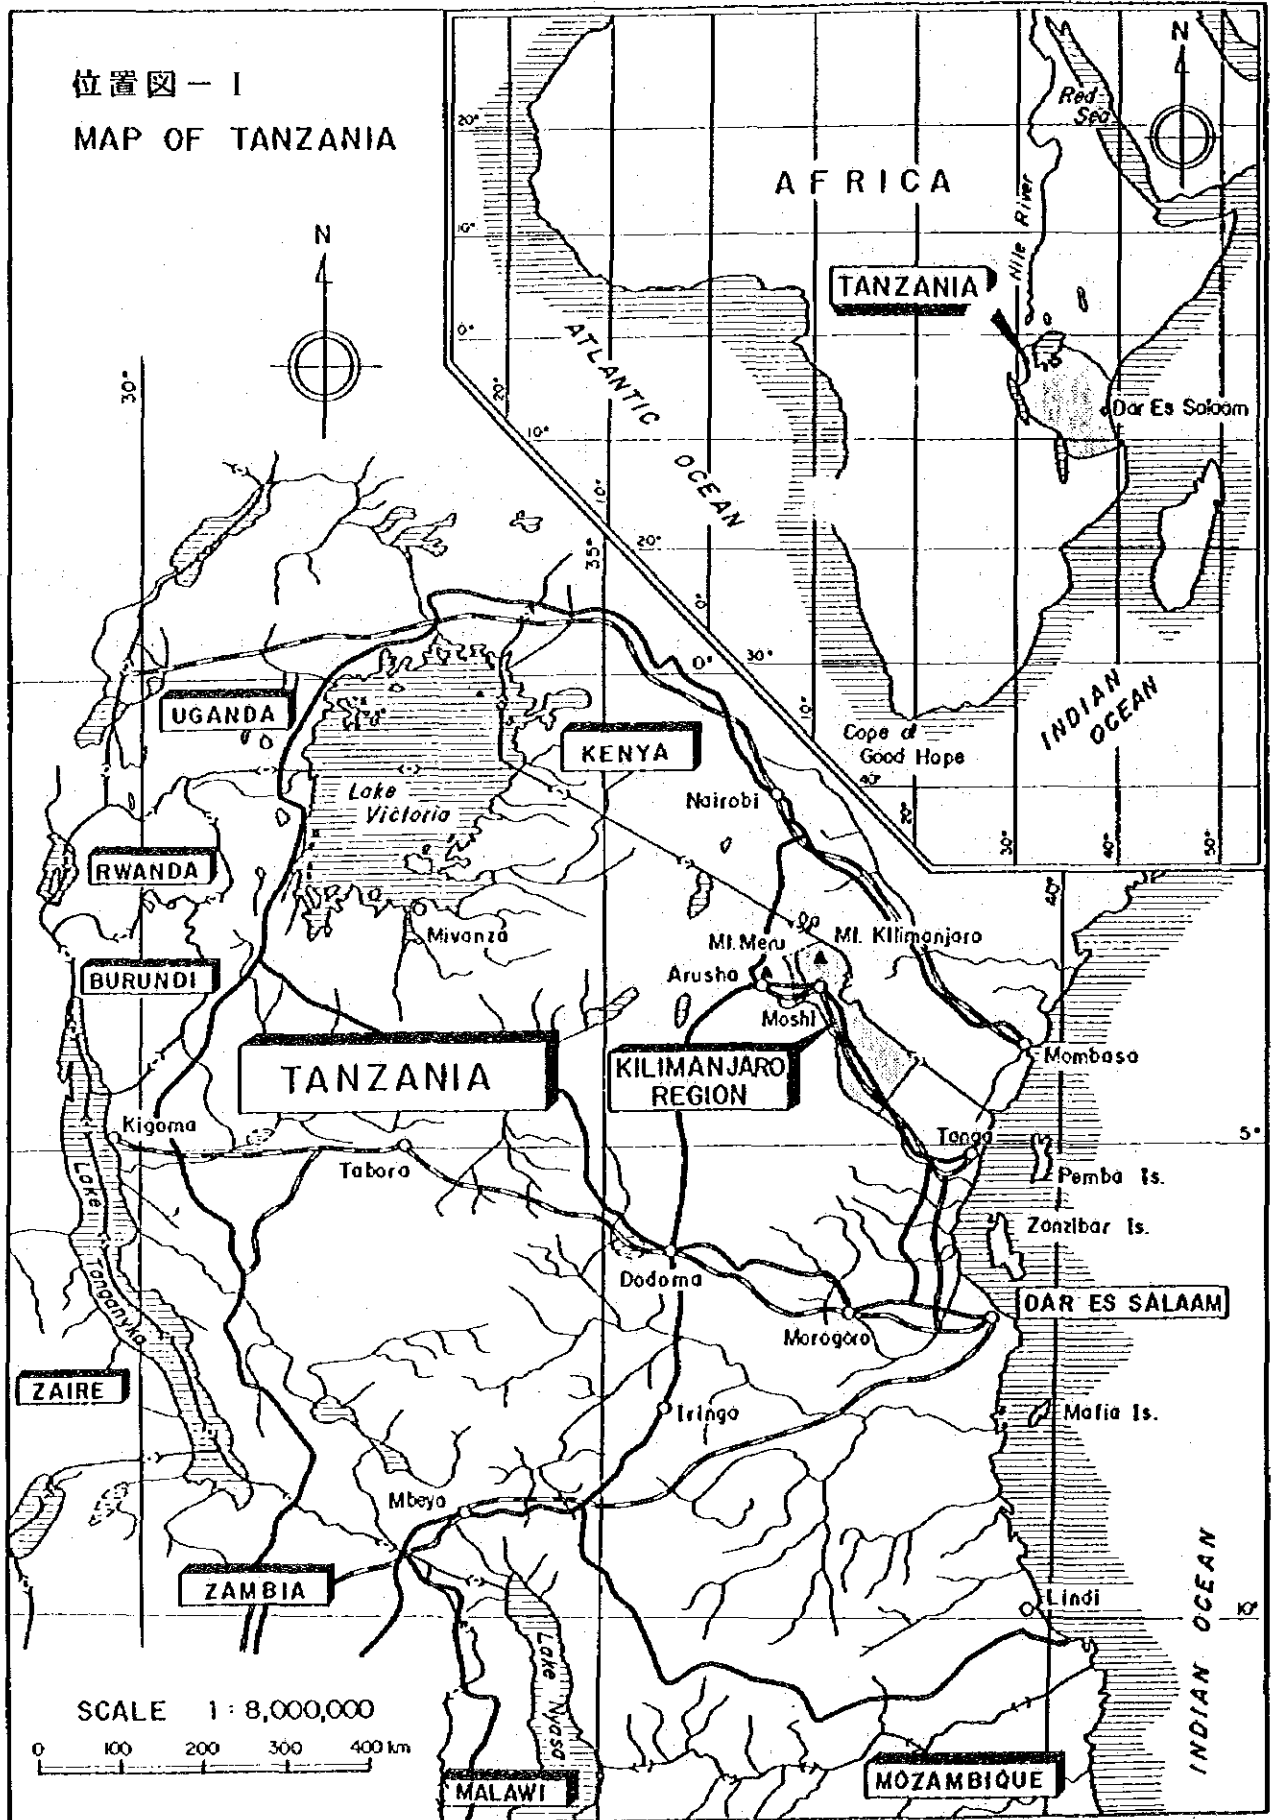 位置図－I
MAP OF TANZANIA
N
N
Red
Sea
AFRICA
Nile River
TANZANIA
Dar Es Salaam
ATLANTIC
OCEAN
INDIAN
OCEAN
Cape of
Good Hope
20°
10°
0°
20°
10°
0°
10°
20°
30°
40°
10°
20°
30°
40°
50°
30°
35°
0°
40°
5°
10°
UGANDA
KENYA
Lake
Victoria
Nairobi
RWANDA
Mivanza
BURUNDI
Mt. Meru
Mt. Kilimanjaro
Arusha
Moshi
TANZANIA
KILIMANJARO
REGION
Mombasa
Kigoma
Tabora
Tanga
Pemba Is.
Zanzibar Is.
Lake Tanganyka
Dodoma
Morogoro
DAR ES SALAAM
ZAIRE
Iringa
Mafia Is.
Mbeya
ZAMBIA
Lindi
INDIAN OCEAN
Lake Nyasa
SCALE 1:8,000,000
0 100 200 300 400 km
MALAWI
MOZAMBIQUE